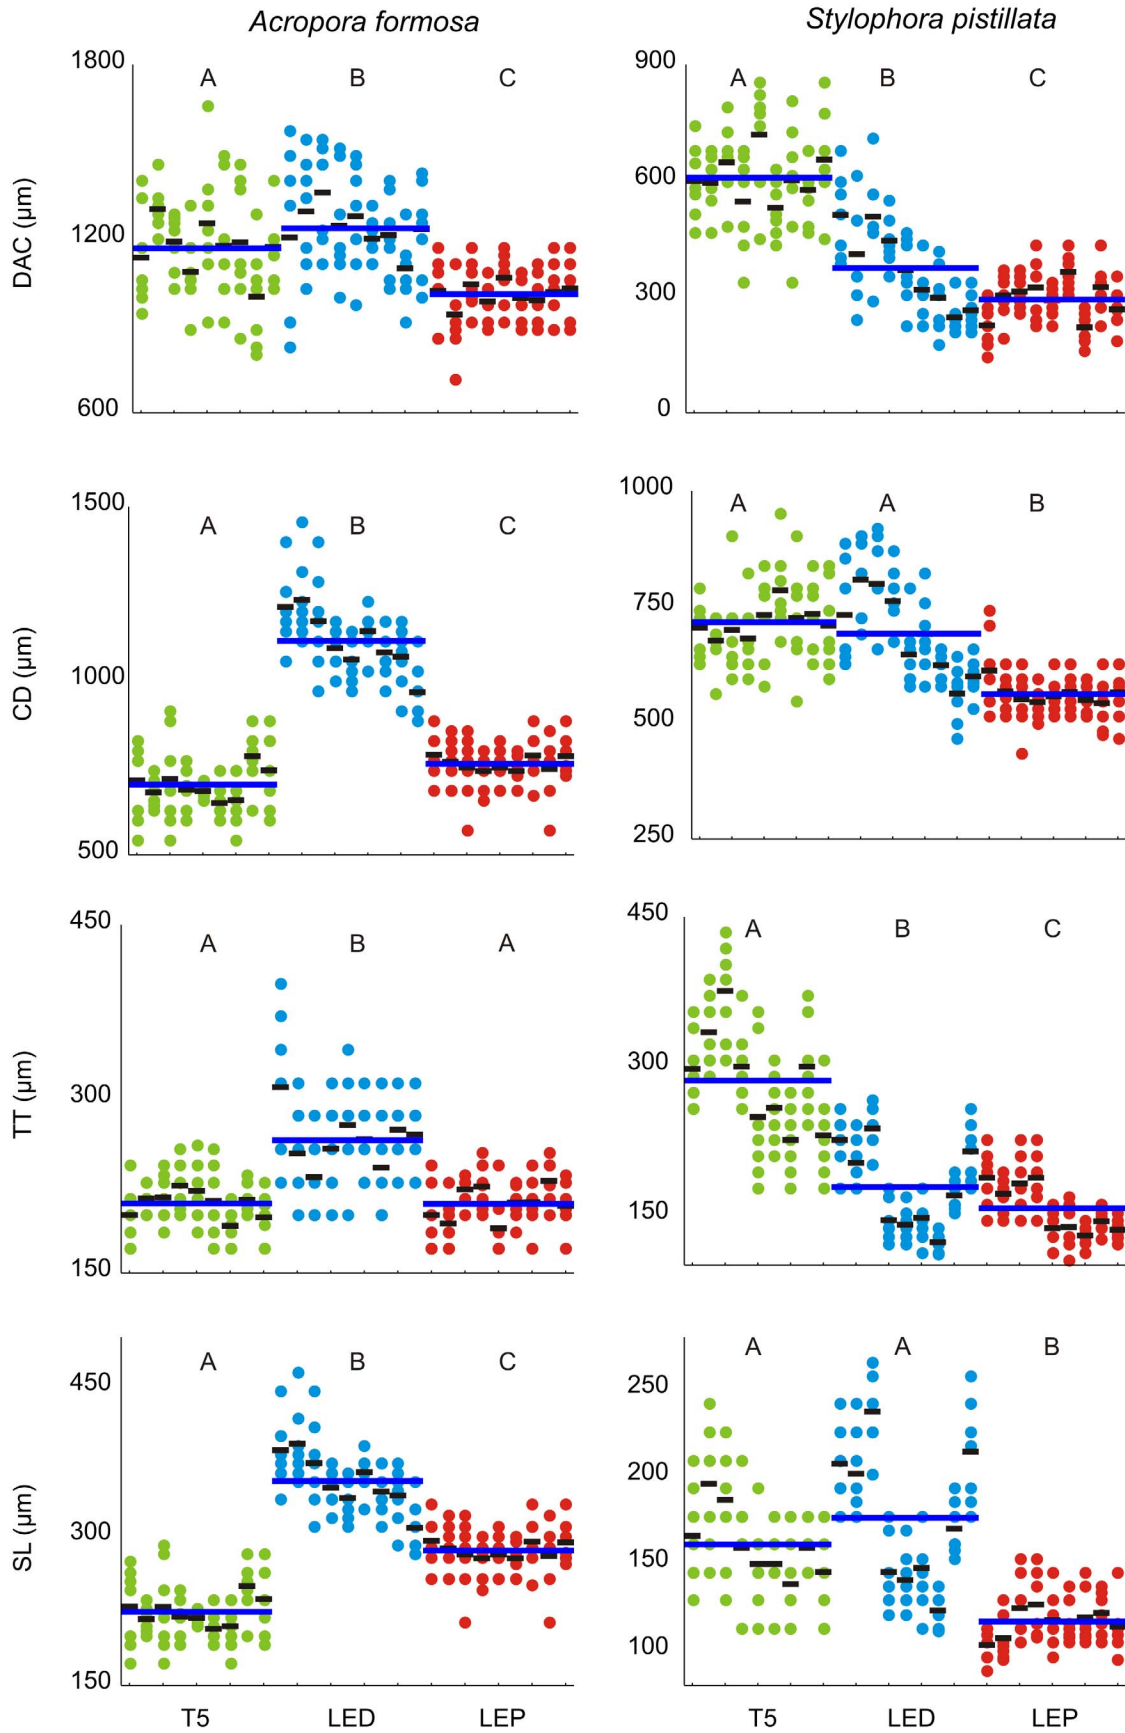 Acropora formosa
Stylophora pistillata
DAC (µm)
1800
1200
600
A
B
C
900
600
300
0
A
B
C
CD (µm)
1500
1000
500
A
B
C
1000
750
500
250
A
A
B
TT (µm)
450
300
150
A
B
A
450
300
150
A
B
C
SL (µm)
450
300
150
A
B
C
250
200
150
100
A
A
B
T5
LED
LEP
T5
LED
LEP